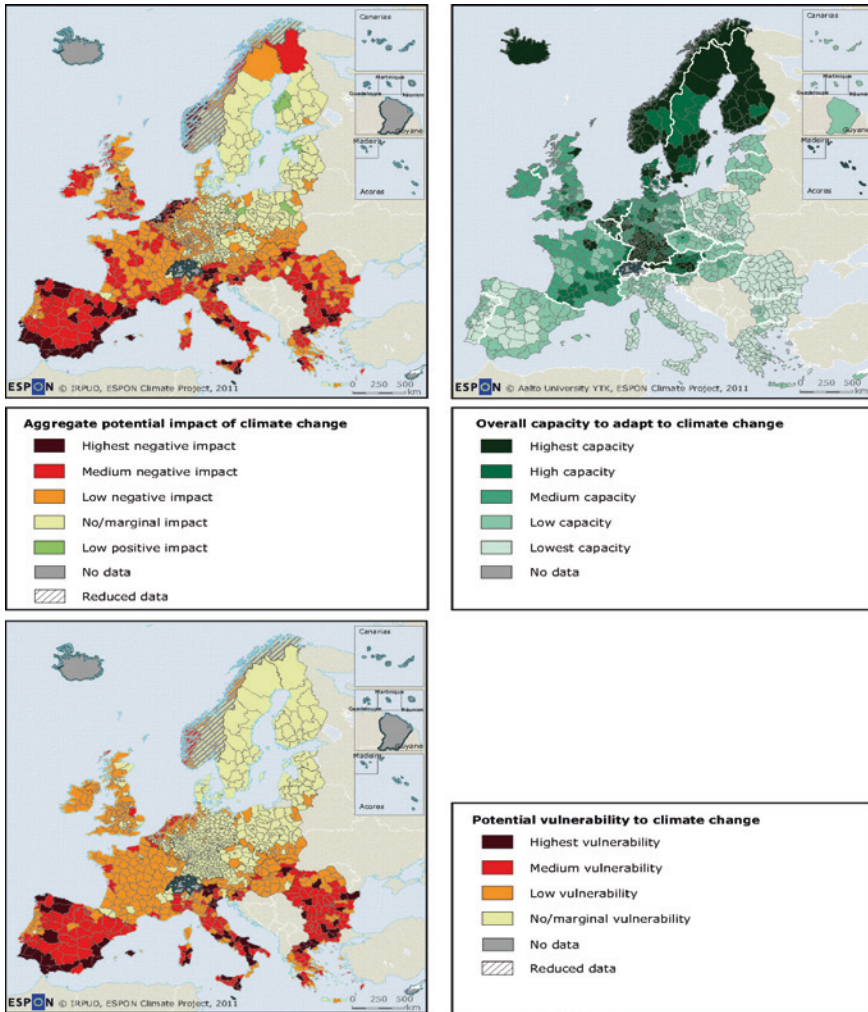 Canarias
Martinique
Guadeloupe
Réunion
Guyane
Madeira
Acores
ESPON © IRPUD, ESPON Climate Project, 2011
0 250 500
km
Canarias
Martinique
Guadeloupe
Réunion
Guyane
Madeira
Acores
ESPON © Aalto University YTK, ESPON Climate Project, 2011
0 250 500
km
Aggregate potential impact of climate change
Highest negative impact
Medium negative impact
Low negative impact
No/marginal impact
Low positive impact
No data
Reduced data
Overall capacity to adapt to climate change
Highest capacity
High capacity
Medium capacity
Low capacity
Lowest capacity
No data
Canarias
Martinique
Guadeloupe
Réunion
Guyane
Madeira
Acores
ESPON © IRPUD, ESPON Climate Project, 2011
0 250 500
km
Potential vulnerability to climate change
Highest vulnerability
Medium vulnerability
Low vulnerability
No/marginal vulnerability
No data
Reduced data